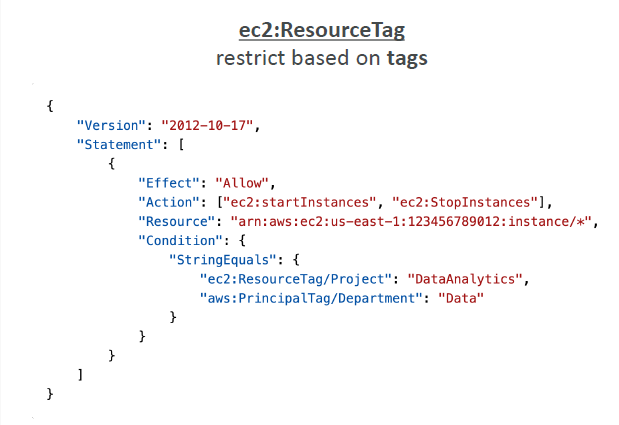 ec2:ResourceTag
restrict based on tags
{
    "Version": "2012-10-17",
    "Statement": [
        {
            "Effect": "Allow",
            "Action": ["ec2:startInstances", "ec2:StopInstances"],
            "Resource": "arn:aws:ec2:us-east-1:123456789012:instance/*",
            "Condition": {
                "StringEquals": {
                    "ec2:ResourceTag/Project": "DataAnalytics",
                    "aws:PrincipalTag/Department": "Data"
                }
            }
        }
    ]
}